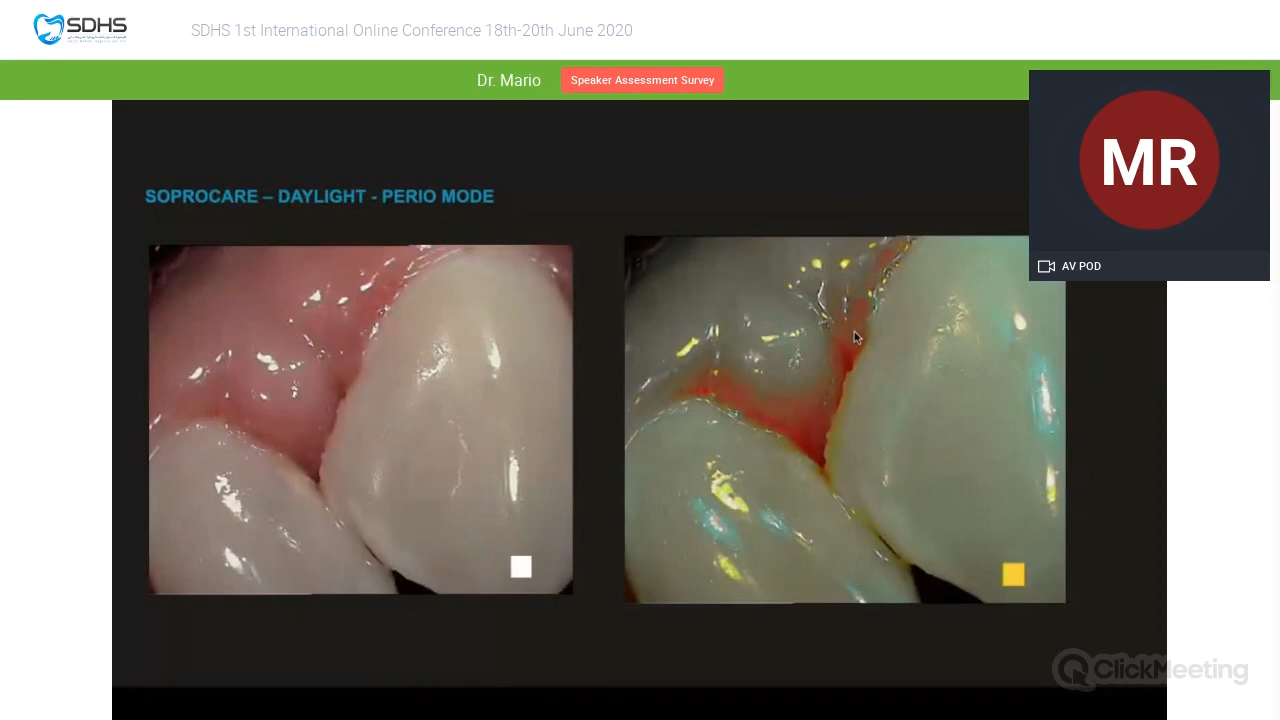 SDHS
SDHS 1st International Online Conference 18th-20th June 2020
Dr. Mario
Speaker Assessment Survey
MR
AV POD
SOPROCARE – DAYLIGHT - PERIO MODE
ClickMeeting